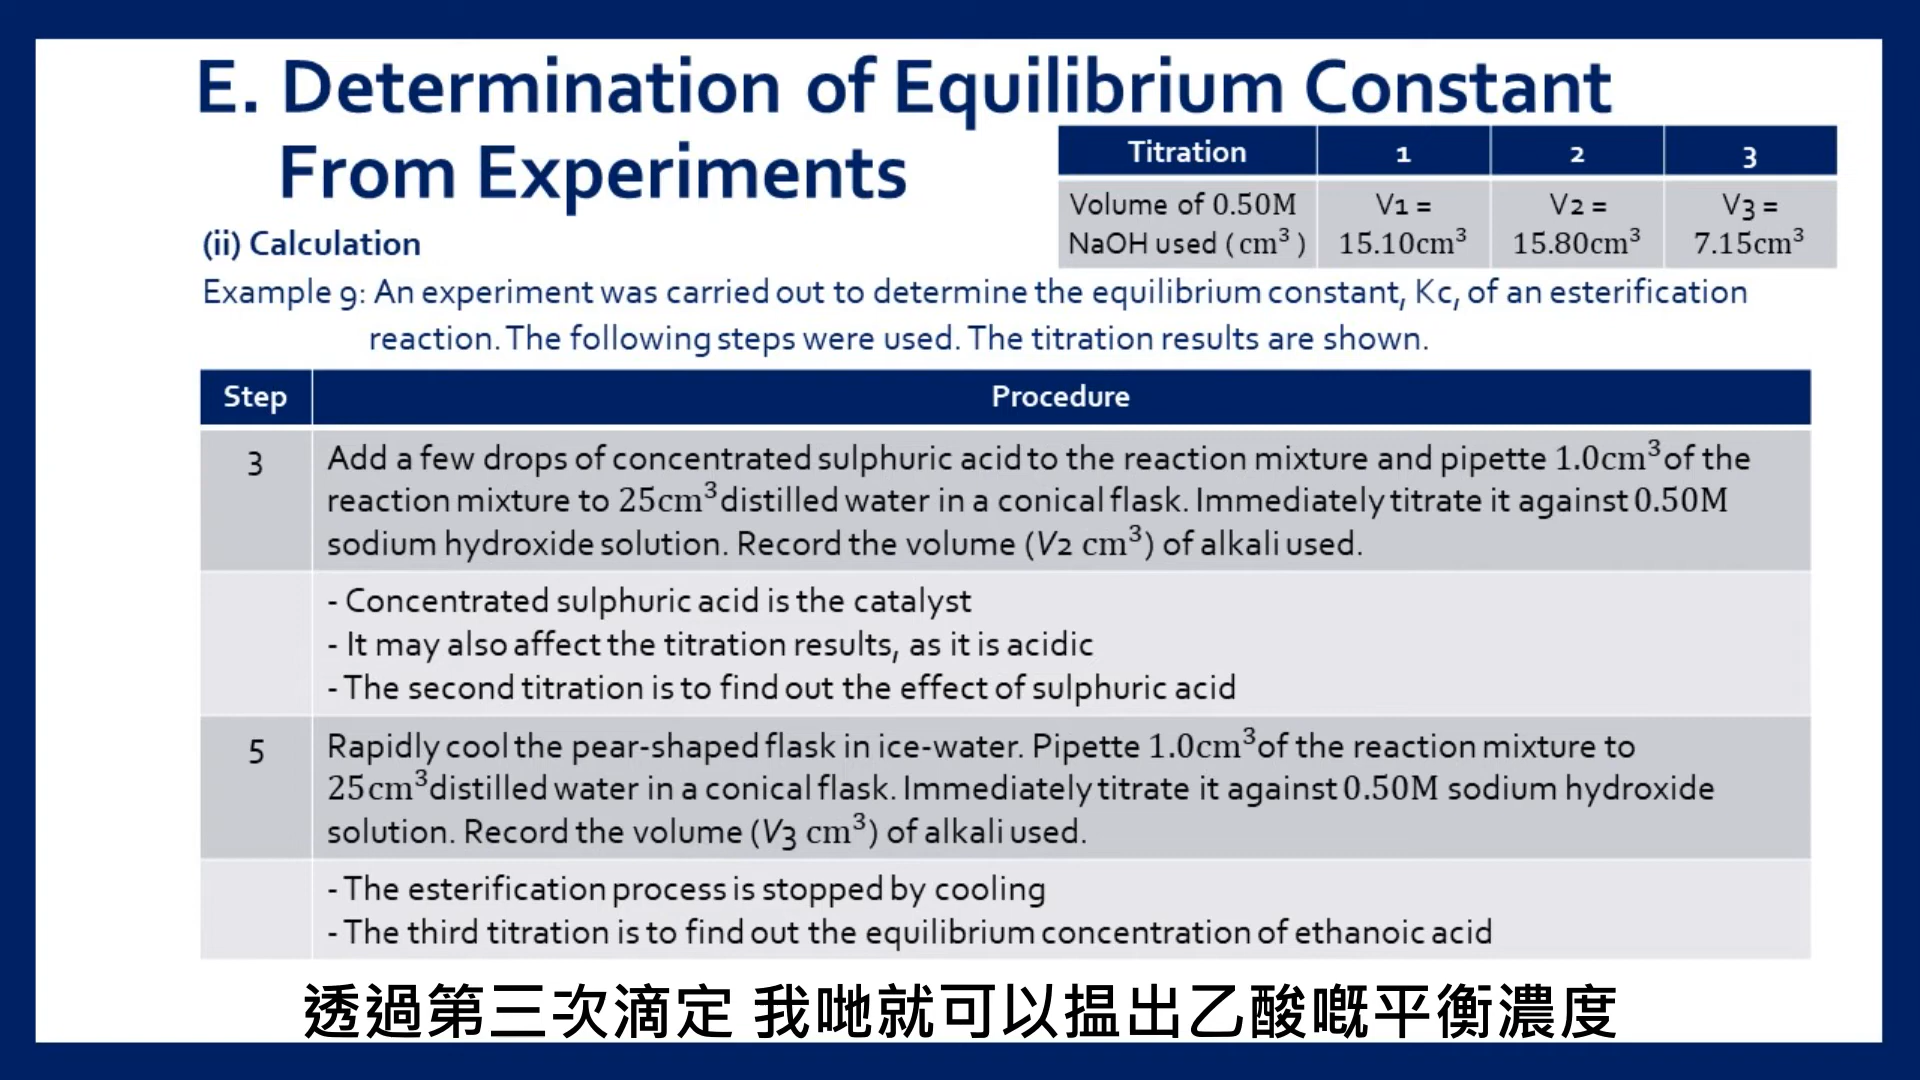 E. Determination of Equilibrium Constant
From Experiments
Titration 1 2 3
Volume of 0.50M V1 = V2 = V3 =
NaOH used (cm³) 15.10cm³ 15.80cm³ 7.15cm³
(ii) Calculation
Example 9: An experiment was carried out to determine the equilibrium constant, Kc, of an esterification
reaction. The following steps were used. The titration results are shown.
Step Procedure
3 Add a few drops of concentrated sulphuric acid to the reaction mixture and pipette 1.0cm³ of the
reaction mixture to 25cm³ distilled water in a conical flask. Immediately titrate it against 0.50M
sodium hydroxide solution. Record the volume (V2 cm³) of alkali used.
- Concentrated sulphuric acid is the catalyst
- It may also affect the titration results, as it is acidic
- The second titration is to find out the effect of sulphuric acid
5 Rapidly cool the pear-shaped flask in ice-water. Pipette 1.0cm³ of the reaction mixture to
25cm³ distilled water in a conical flask. Immediately titrate it against 0.50M sodium hydroxide
solution. Record the volume (V3 cm³) of alkali used.
- The esterification process is stopped by cooling
- The third titration is to find out the equilibrium concentration of ethanoic acid
透過第三次滴定 我哋就可以搵出乙酸嘅平衡濃度